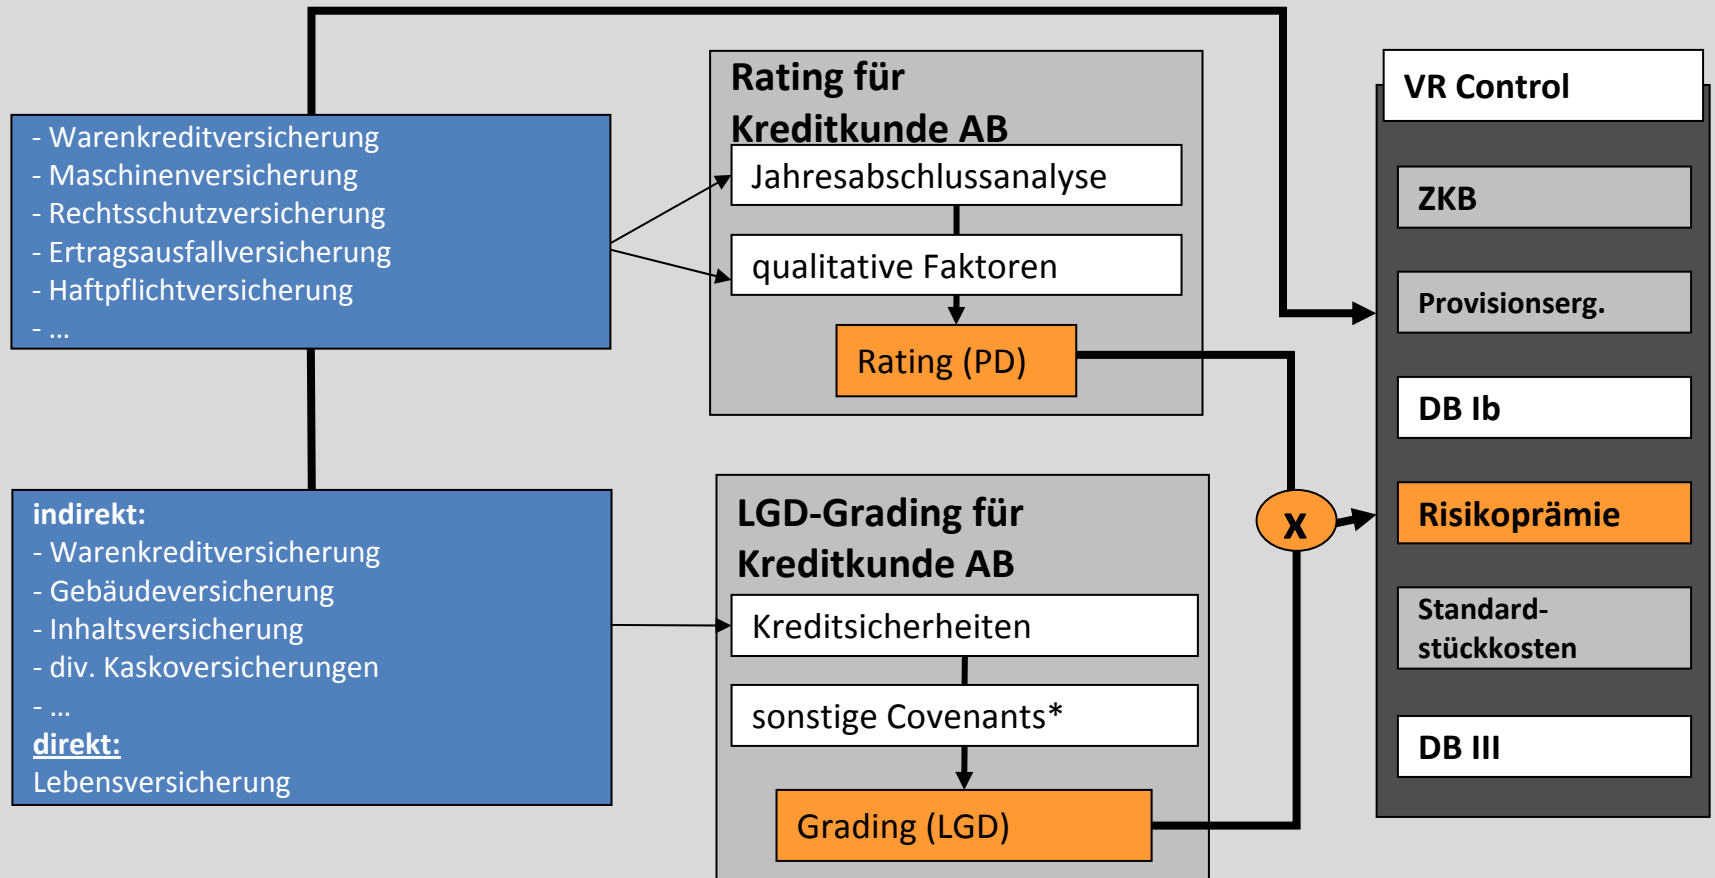 - Warenkreditversicherung
- Maschinenversicherung
- Rechtsschutzversicherung
- Ertragsausfallversicherung
- Haftpflichtversicherung
- ...
indirekt:
- Warenkreditversicherung
- Gebäudeversicherung
- Inhaltsversicherung
- div. Kaskoversicherungen
- ...
direkt:
Lebensversicherung
Rating für
Kreditkunde AB
Jahresabschlussanalyse
qualitative Faktoren
Rating (PD)
LGD-Grading für
Kreditkunde AB
Kreditsicherheiten
sonstige Covenants*
Grading (LGD)
x
VR Control
ZKB
Provisionserg.
DB Ib
Risikoprämie
Standard-
stückkosten
DB III